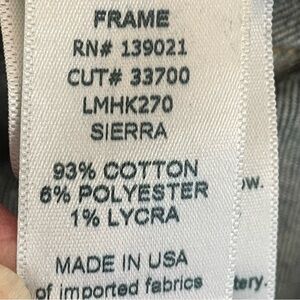 FRAME
RN# 139021
CUT# 33700
LMHK270
SIERRA
93% COTTON
6% POLYESTER
1% LYCRA
MADE IN USA
of imported fabrics